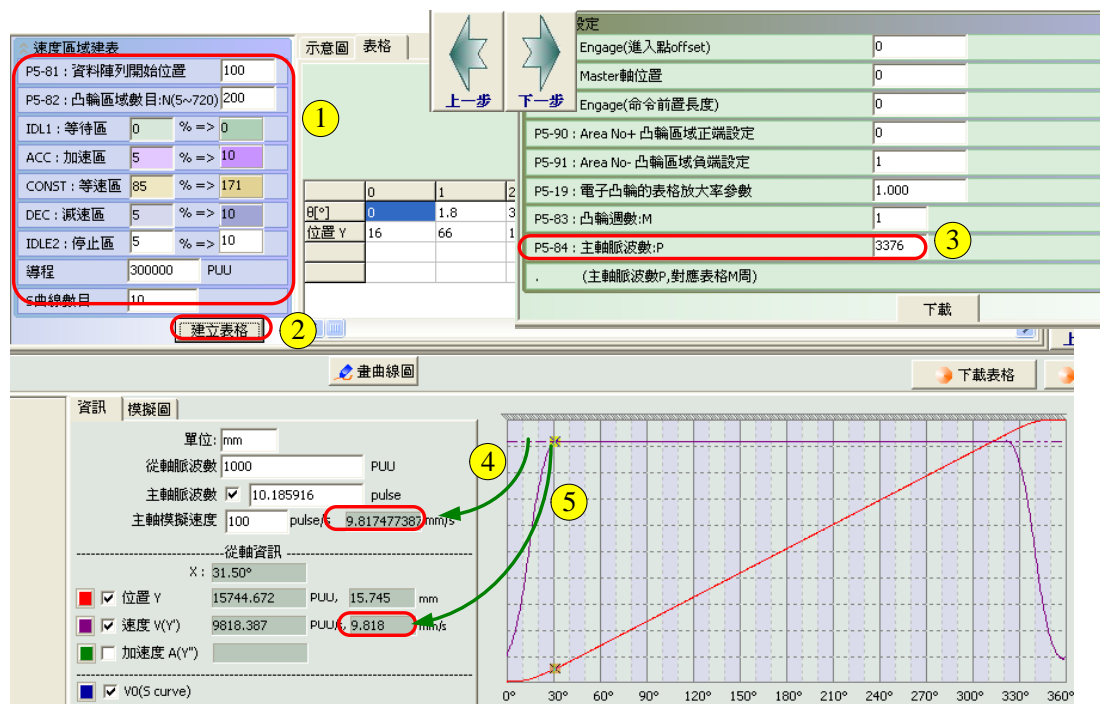 速度區域建表
P5-81：資料陣列開始位置 100
P5-82：凸輪區域數目:N(5~720) 200
IDL1：等待區 0 % => 0
ACC：加速區 5 % => 10
CONST：等速區 85 % => 171
DEC：減速區 5 % => 10
IDLE2：停止區 5 % => 10
導程 300000 PUU
S曲線數目 10
建立表格
1
2
示意圖 表格
0 1 2
θ[°] 0 1.8 3
位置 Y 16 66 1
上一步 下一步
設定
Engage(進入點offset) 0
Master軸位置 0
Engage(命令前置長度) 0
P5-90：Area No+ 凸輪區域正端設定 0
P5-91：Area No- 凸輪區域負端設定 1
P5-19：電子凸輪的表格放大率參數 1.000
P5-83：凸輪週數:M 1
P5-84：主軸脈波數:P 3376
3
. (主軸脈波數P,對應表格M周)
下載
上
畫曲線圖
下載表格
資訊 模擬圖
單位: mm
從軸脈波數 1000 PUU
主軸脈波數 10.185916 pulse
主軸模擬速度 100 pulse/s 9.817477387 mm/s
從軸資訊
X： 31.50°
位置 Y 15744.672 PUU, 15.745 mm
速度 V(Y') 9818.387 PUU/s, 9.818 mm/s
加速度 A(Y")
V0(S curve)
4
5
0° 30° 60° 90° 120° 150° 180° 210° 240° 270° 300° 330° 360°